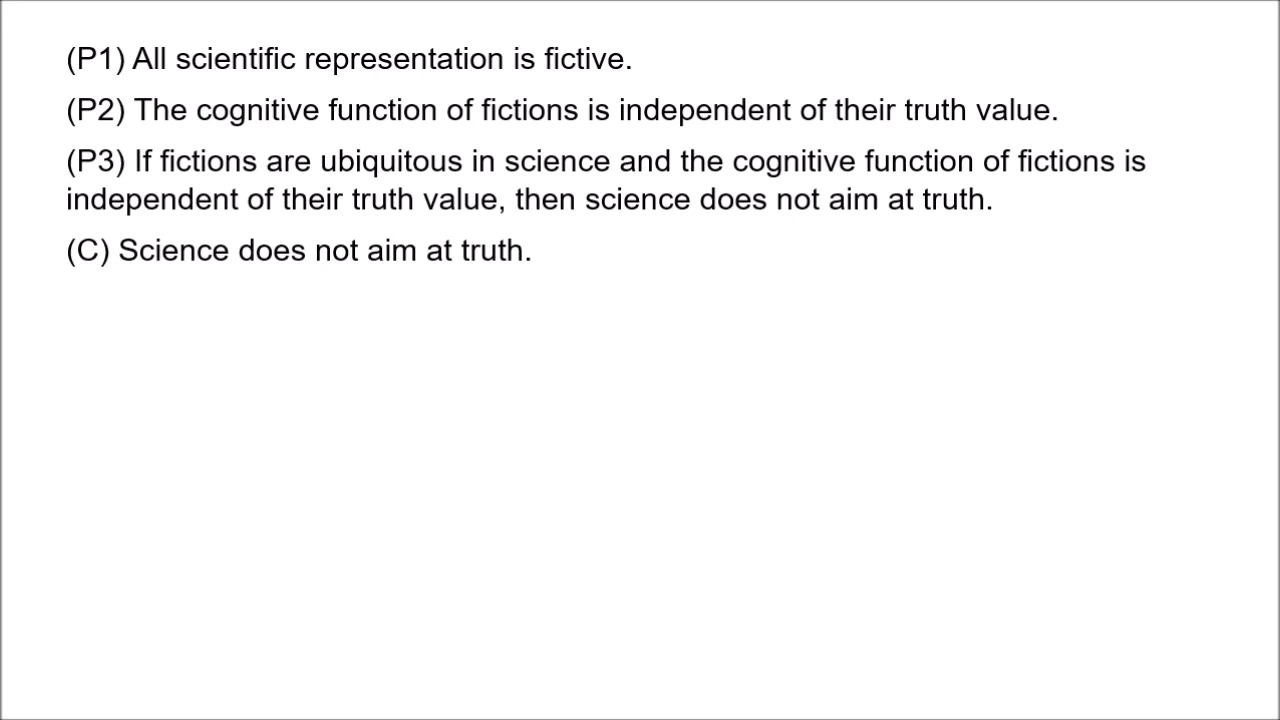 (P1) All scientific representation is fictive.
(P2) The cognitive function of fictions is independent of their truth value.
(P3) If fictions are ubiquitous in science and the cognitive function of fictions is
independent of their truth value, then science does not aim at truth.
(C) Science does not aim at truth.